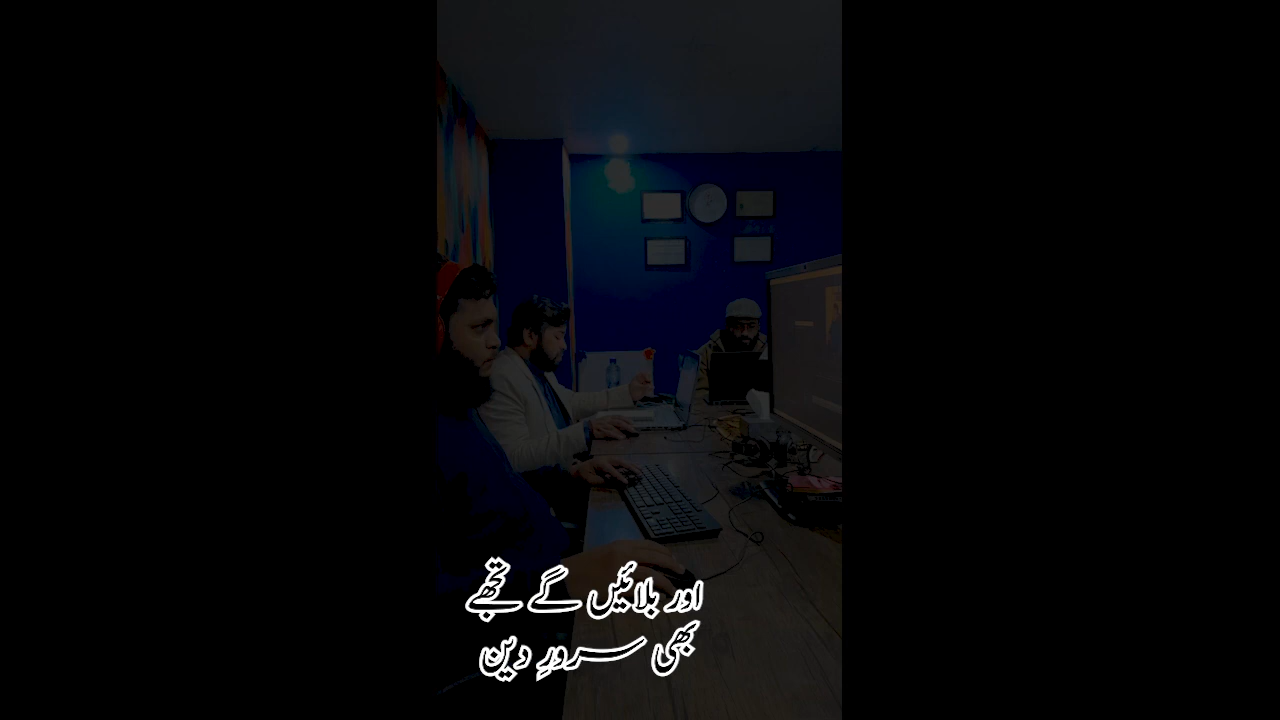 اور بلائیں گے تجھے
بھی سرورِ دین